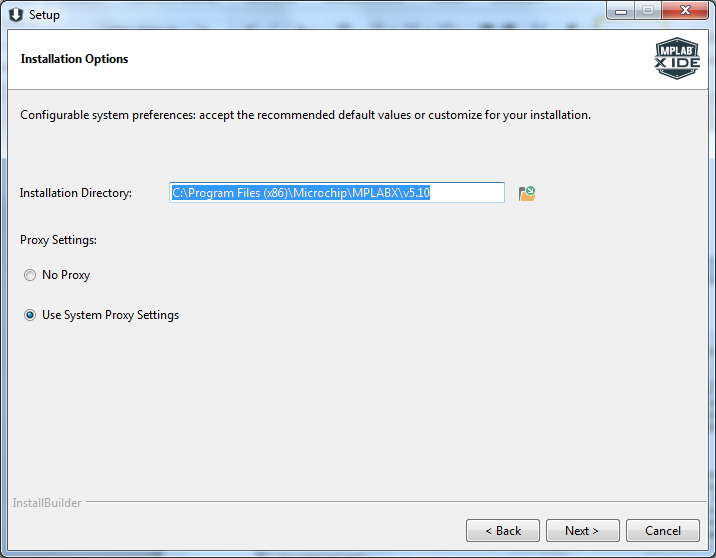 Setup
Installation Options
MPLAB
X IDE
Configurable system preferences: accept the recommended default values or customize for your installation.
Installation Directory: C:\Program Files (x86)\Microchip\MPLABX\v5.10
Proxy Settings:
No Proxy
Use System Proxy Settings
InstallBuilder
< Back Next > Cancel